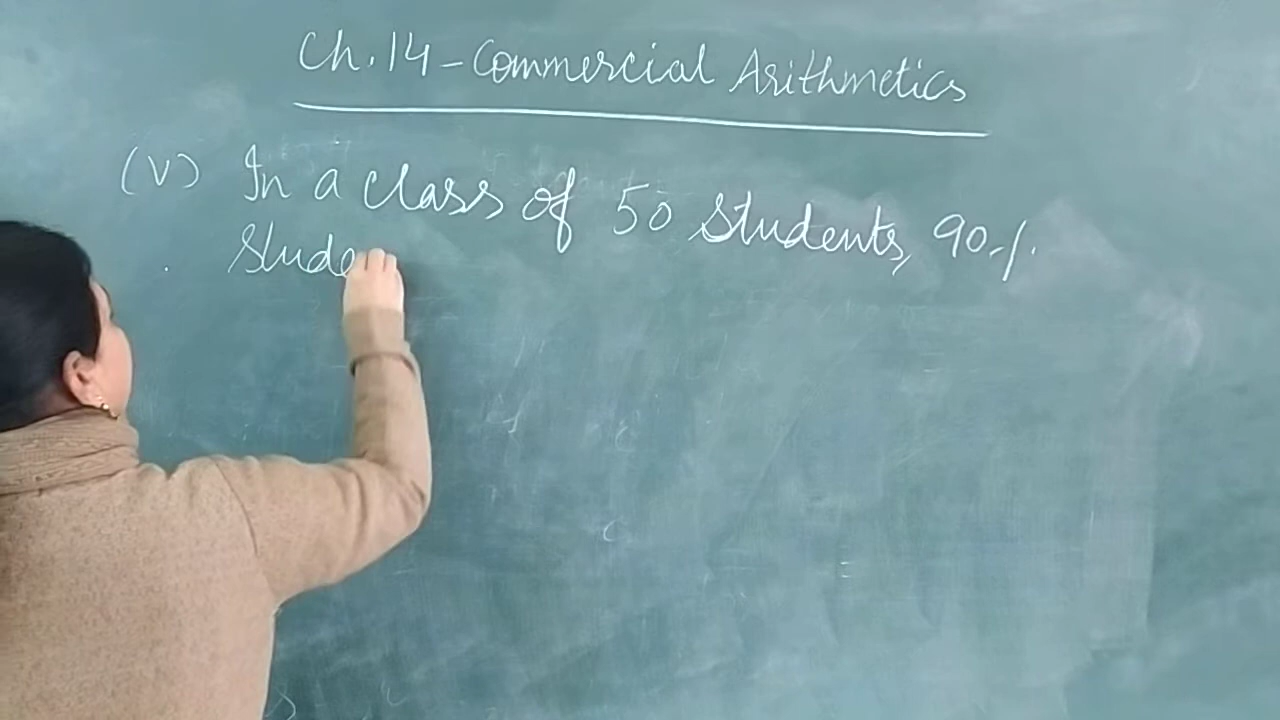 Ch.14 - Commercial Arithmetics
(V) In a class of 50 students, 90%
Stude